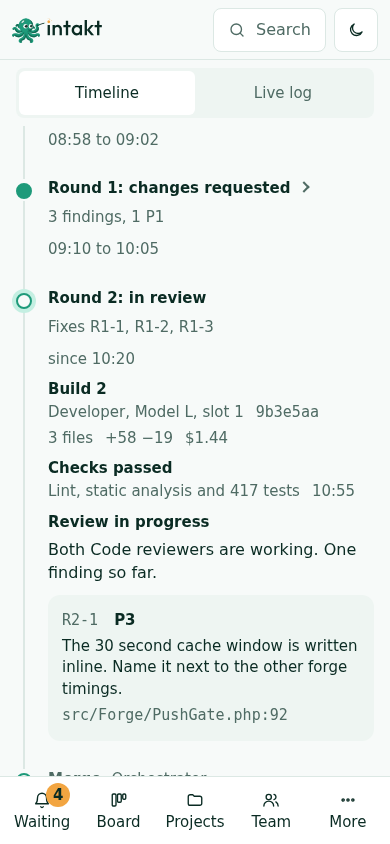 intakt
Search
Timeline
Live log
08:58 to 09:02
Round 1: changes requested
3 findings, 1 P1
09:10 to 10:05
Round 2: in review
Fixes R1-1, R1-2, R1-3
since 10:20
Build 2
Developer, Model L, slot 1 9b3e5aa
3 files +58 −19 $1.44
Checks passed
Lint, static analysis and 417 tests 10:55
Review in progress
Both Code reviewers are working. One
finding so far.
R2-1 P3
The 30 second cache window is written
inline. Name it next to the other forge
timings.
src/Forge/PushGate.php:92
4
Waiting
Board
Projects
Team
More